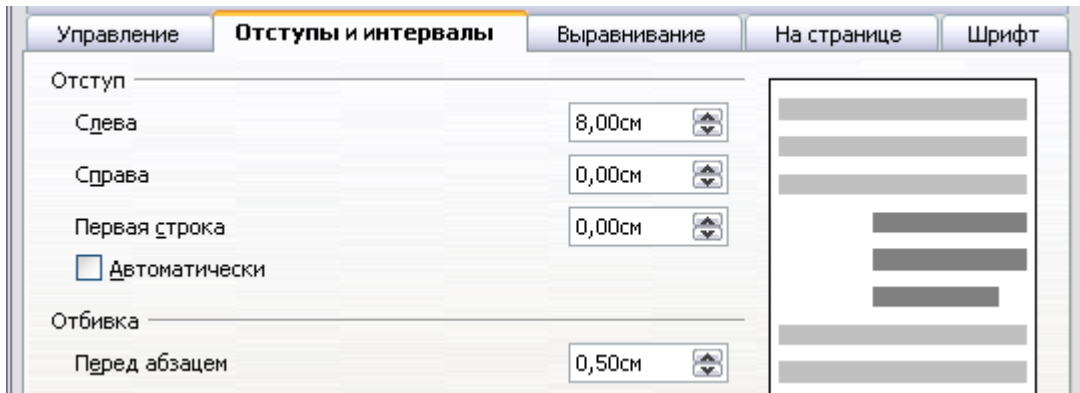 Управление Отступы и интервалы Выравнивание На странице Шрифт
Отступ
Слева 8,00см
Справа 0,00см
Первая строка 0,00см
Автоматически
Отбивка
Перед абзацем 0,50см